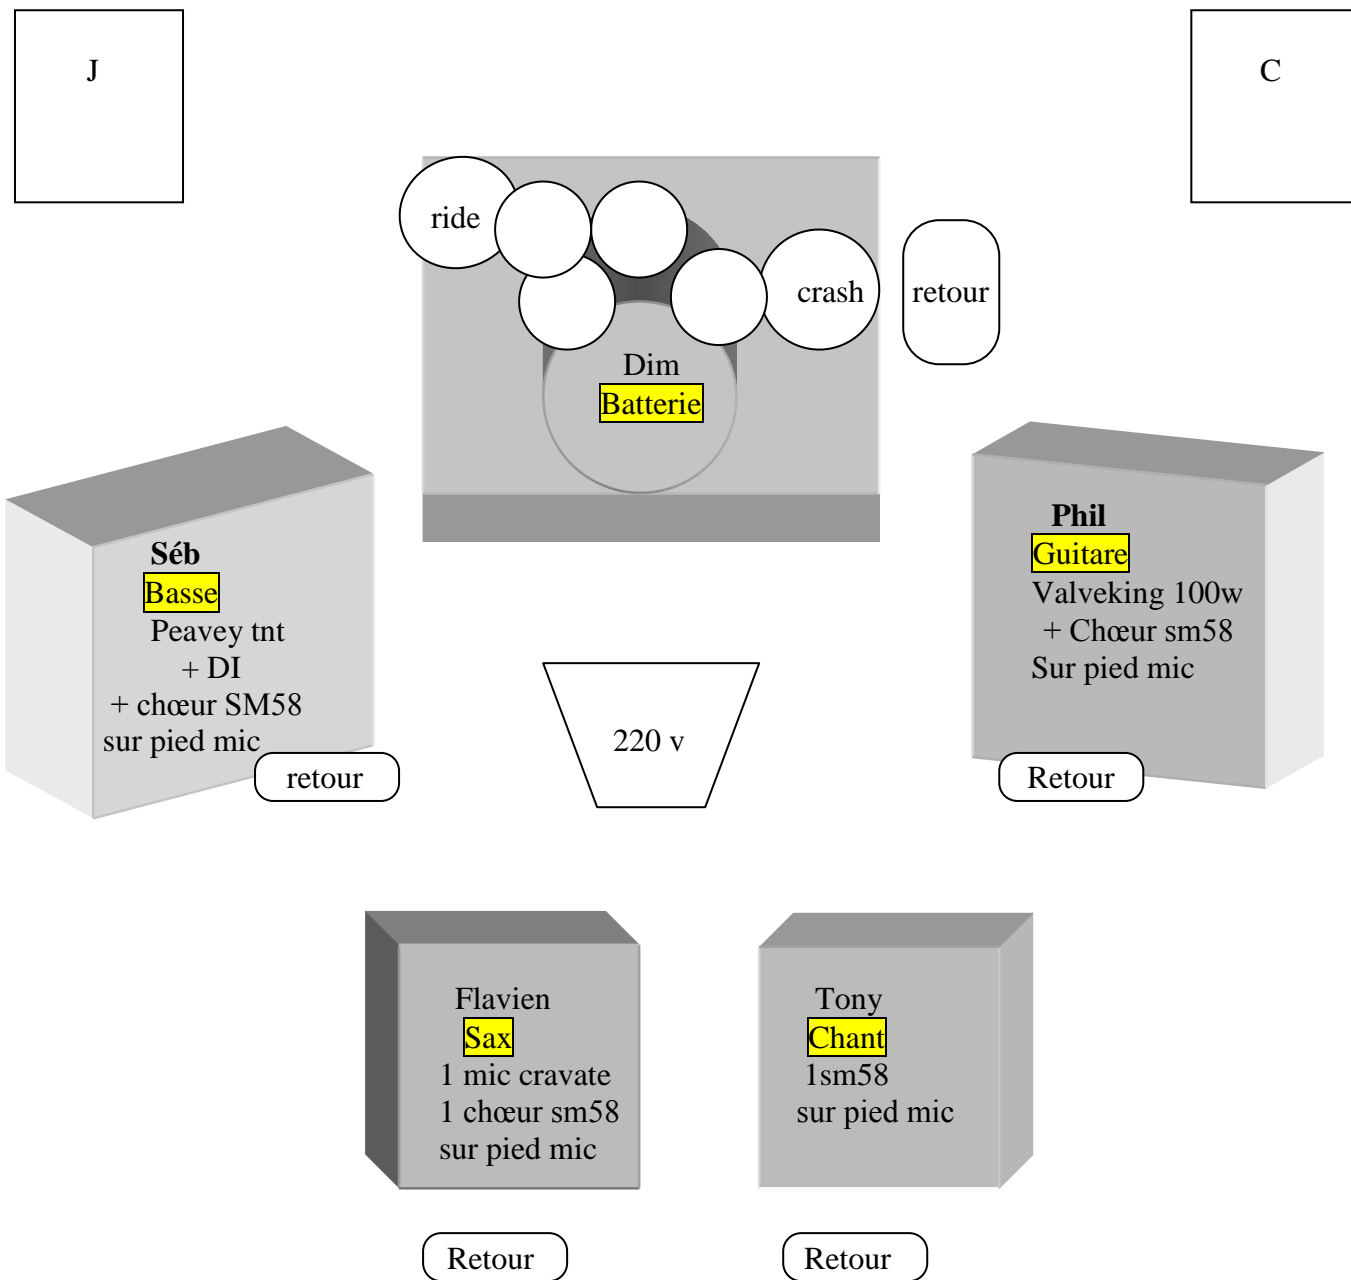 J
C
ride
crash
retour
Dim
Batterie
Séb
Basse
Peavey tnt
+ DI
+ chœur SM58
sur pied mic
retour
Phil
Guitare
Valveking 100w
+ Chœur sm58
Sur pied mic
Retour
220 v
Flavien
Sax
1 mic cravate
1 chœur sm58
sur pied mic
Retour
Tony
Chant
1sm58
sur pied mic
Retour